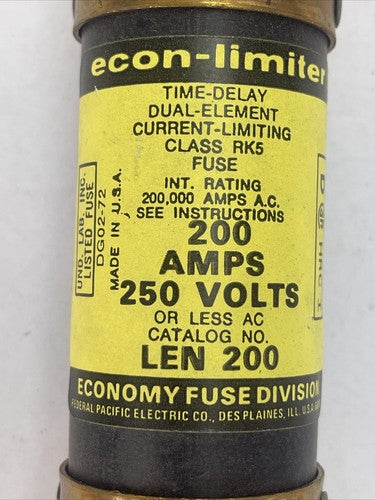 econ-limiter
TIME-DELAY
DUAL-ELEMENT
CURRENT-LIMITING
CLASS RK5
FUSE
INT. RATING
200,000 AMPS A.C.
SEE INSTRUCTIONS
200
AMPS
250 VOLTS
OR LESS AC
CATALOG NO.
LEN 200
ECONOMY FUSE DIVISION
FEDERAL PACIFIC ELECTRIC CO., DES PLAINES, ILL. U.S.A.
UND. LAB. INC.
LISTED FUSE
DG02-72
MADE IN U.S.A.
HRC I